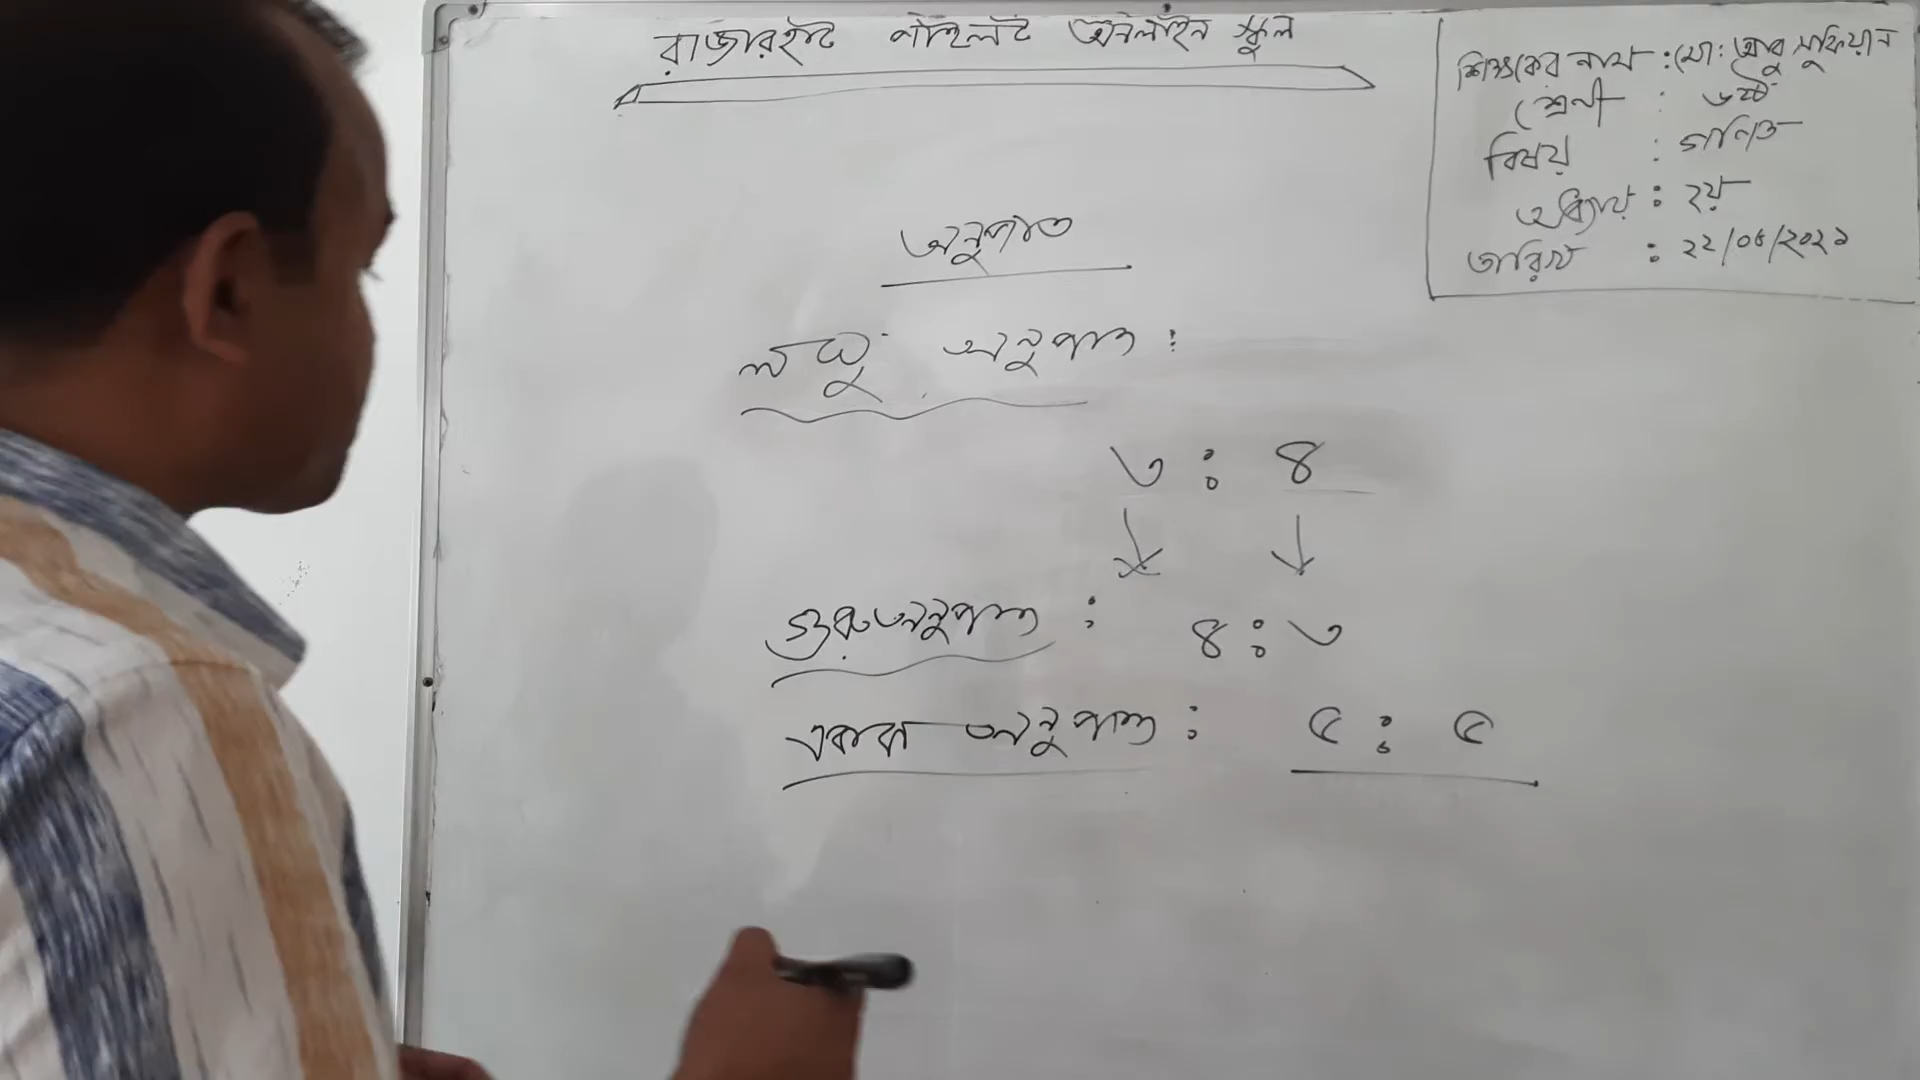 রাজারহাট পাইলট অনলাইন স্কুল
শিক্ষকের নাম : মো: আবু সুফিয়ান
শ্রেণী : ৬ষ্ঠ
বিষয় : গণিত
অধ্যায় : ২য়
তারিখ : ২২/০৫/২০২১
অনুপাত
লঘু অনুপাত :
৩ : ৪
গুরু অনুপাত : ৪ : ৩
একক অনুপাত : ৫ : ৫